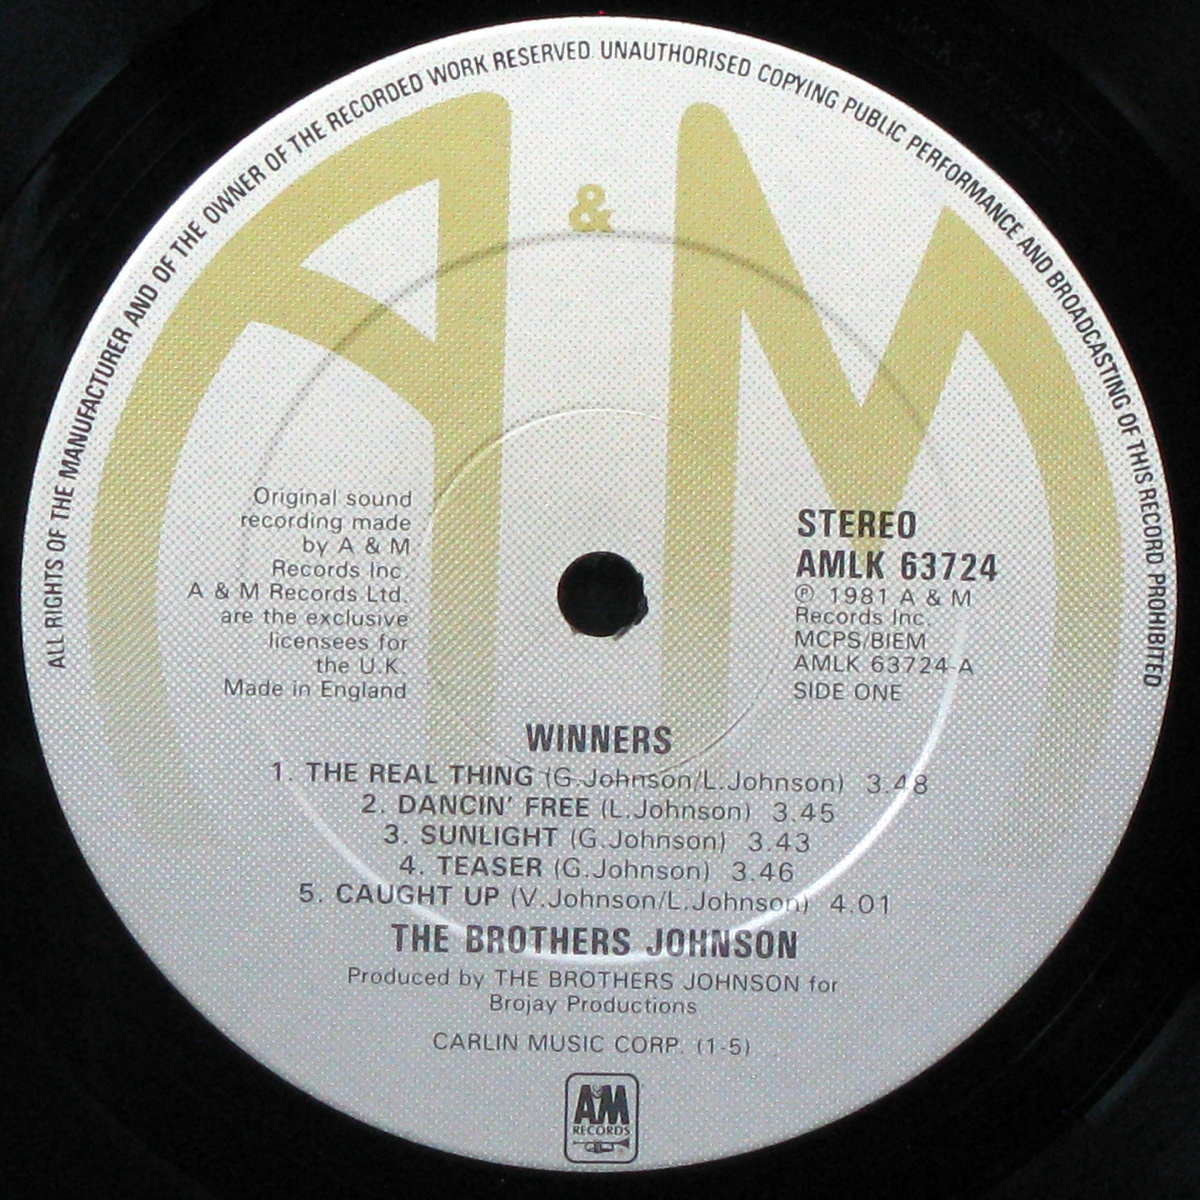 ALL RIGHTS OF THE MANUFACTURER AND OF THE OWNER OF THE RECORDED WORK RESERVED. UNAUTHORISED COPYING PUBLIC PERFORMANCE AND BROADCASTING OF THIS RECORD PROHIBITED
A & M
Original sound
recording made
by A & M
Records Inc.
A & M Records Ltd.
are the exclusive
licensees for
the U.K.
Made in England
STEREO
AMLK 63724
℗ 1981 A & M
Records Inc.
MCPS/BIEM
AMLK 63724-A
SIDE ONE
WINNERS
1. THE REAL THING (G.Johnson/L.Johnson) 3.48
2. DANCIN' FREE (L.Johnson) 3.45
3. SUNLIGHT (G.Johnson) 3.43
4. TEASER (G.Johnson) 3.46
5. CAUGHT UP (V.Johnson/L.Johnson) 4.01
THE BROTHERS JOHNSON
Produced by THE BROTHERS JOHNSON for
Brojay Productions
CARLIN MUSIC CORP. (1-5)
A&M
RECORDS